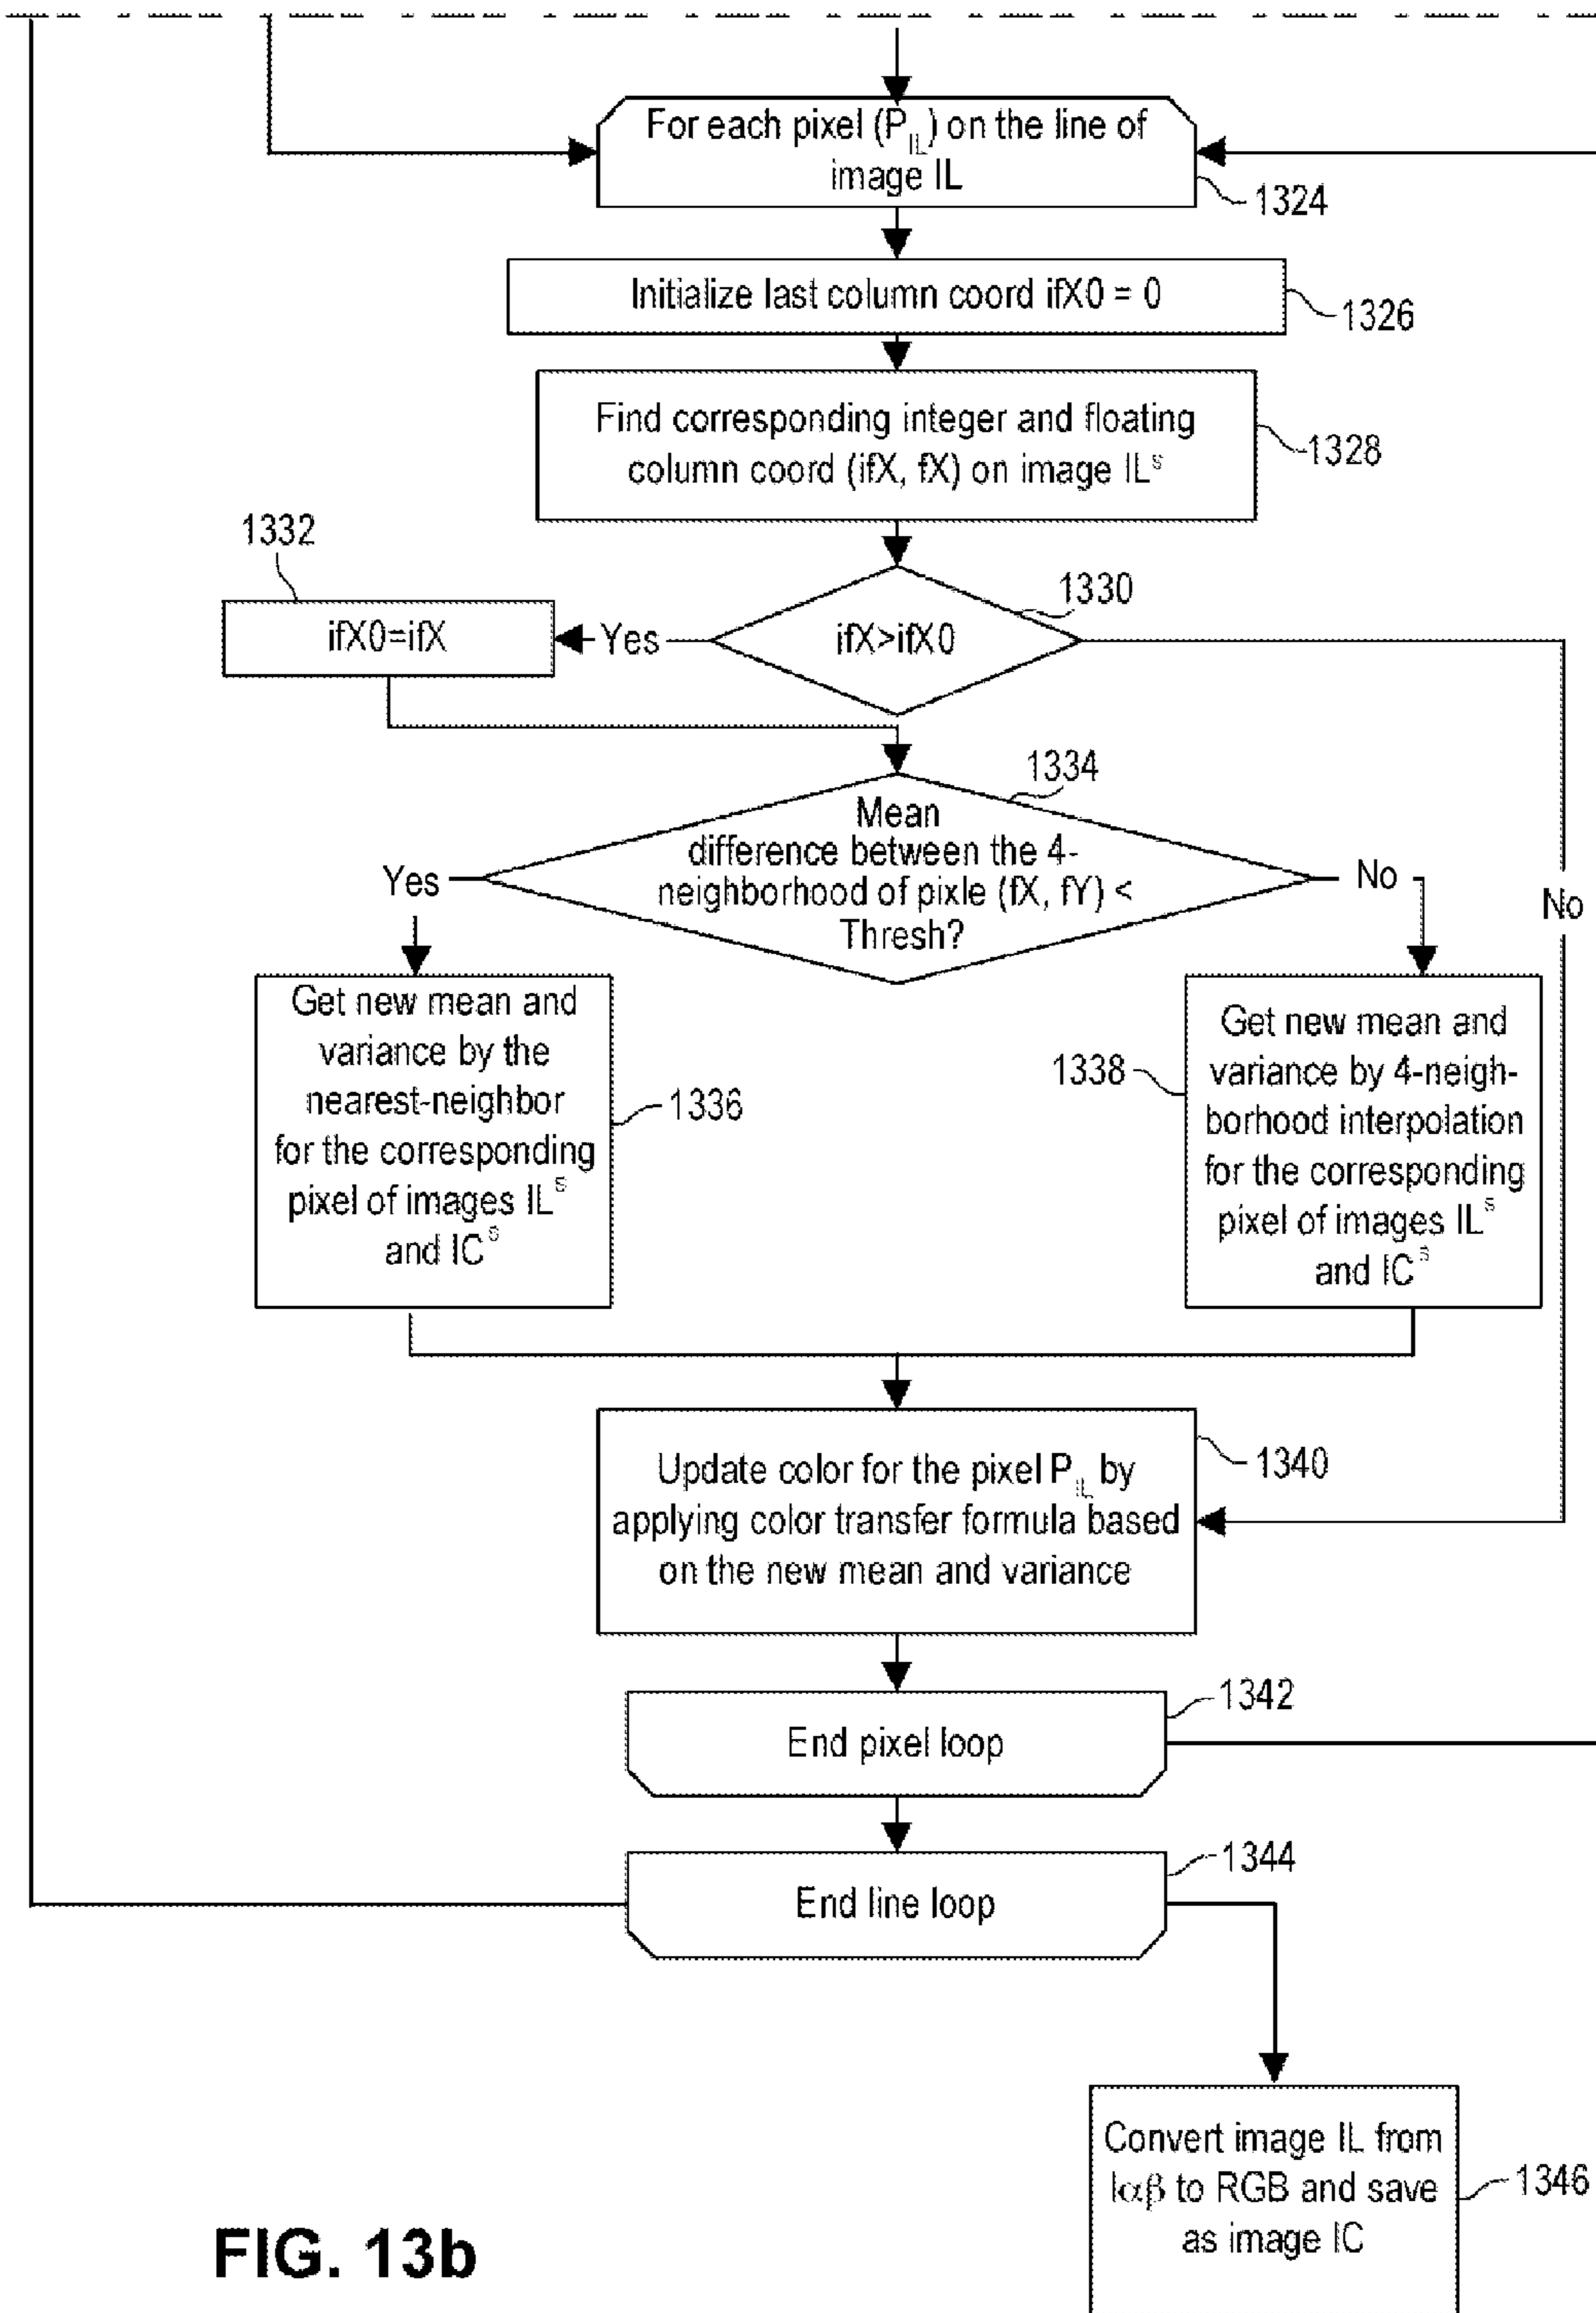 For each pixel (P_IL) on the line of
image IL
1324
Initialize last column coord ifX0 = 0
1326
Find corresponding integer and floating
column coord (ifX, fX) on image IL^s
1328
1332
1330
ifX0=ifX
Yes
ifX>ifX0
1334
Mean
difference between the 4-
neighborhood of pixle (fX, fY) <
Thresh?
Yes
No
No
Get new mean and
variance by the
nearest-neighbor
for the corresponding
pixel of images IL^s
and IC^s
1336
1338
Get new mean and
variance by 4-neigh-
borhood interpolation
for the corresponding
pixel of images IL^s
and IC^s
Update color for the pixel P_IL by
applying color transfer formula based
on the new mean and variance
1340
End pixel loop
1342
End line loop
1344
Convert image IL from
lαβ to RGB and save
as image IC
1346
FIG. 13b